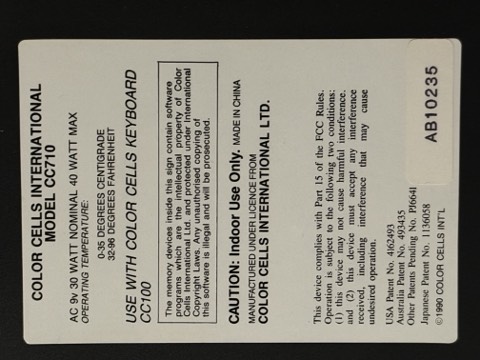 COLOR CELLS INTERNATIONAL
MODEL CC710
AC 9v 30 WATT NOMINAL 40 WATT MAX
OPERATING TEMPERATURE:
0-35 DEGREES CENTIGRADE
32-96 DEGREES FAHRENHEIT
USE WITH COLOR CELLS KEYBOARD
CC100
The memory devices inside this sign contain software
programs which are the intellectual property of Color
Cells International Ltd. and protected under International
Copyright Laws. Any unauthorised copying of
this software is illegal and will be prosecuted.
CAUTION: Indoor Use Only. MADE IN CHINA
MANUFACTURED UNDER LICENCE FROM
COLOR CELLS INTERNATIONAL LTD.
This device complies with Part 15 of the FCC Rules.
Operation is subject to the following two conditions:
(1) this device may not cause harmful interference.
and (2) this device must accept any interference
received, including interference that may cause
undesired operation.
USA Patent No. 4162493
Australia Patent No. 493435
Other Patents Pending No. PJ6641
Japanese Patent No. 1136058
©1990 COLOR CELLS INT'L
AB10235